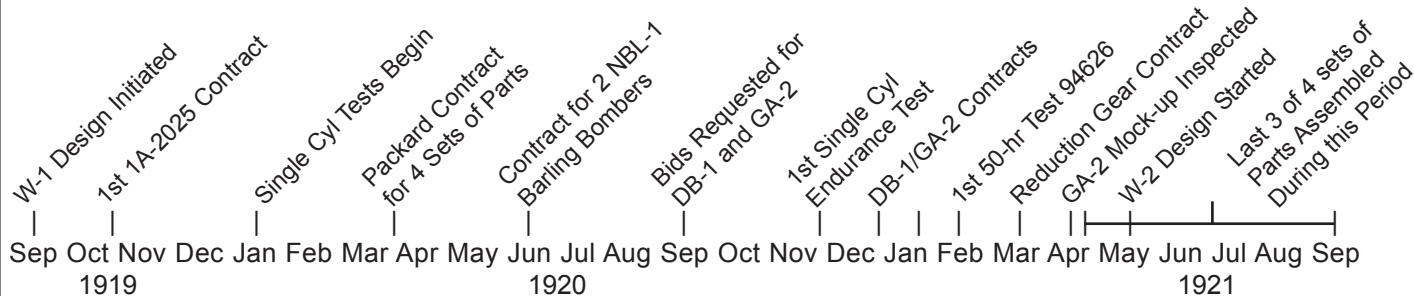 W-1 Design Initiated
1st 1A-2025 Contract
Single Cyl Tests Begin
Packard Contract
for 4 Sets of Parts
Contract for 2 NBL-1
Barling Bombers
Bids Requested for
DB-1 and GA-2
1st Single Cyl
Endurance Test
DB-1/GA-2 Contracts
1st 50-hr Test 94626
Reduction Gear Contract
GA-2 Mock-up Inspected
W-2 Design Started
Last 3 of 4 sets of
Parts Assembled
During this Period
Sep Oct Nov Dec Jan Feb Mar Apr May Jun Jul Aug Sep Oct Nov Dec Jan Feb Mar Apr May Jun Jul Aug Sep
1919 1920 1921